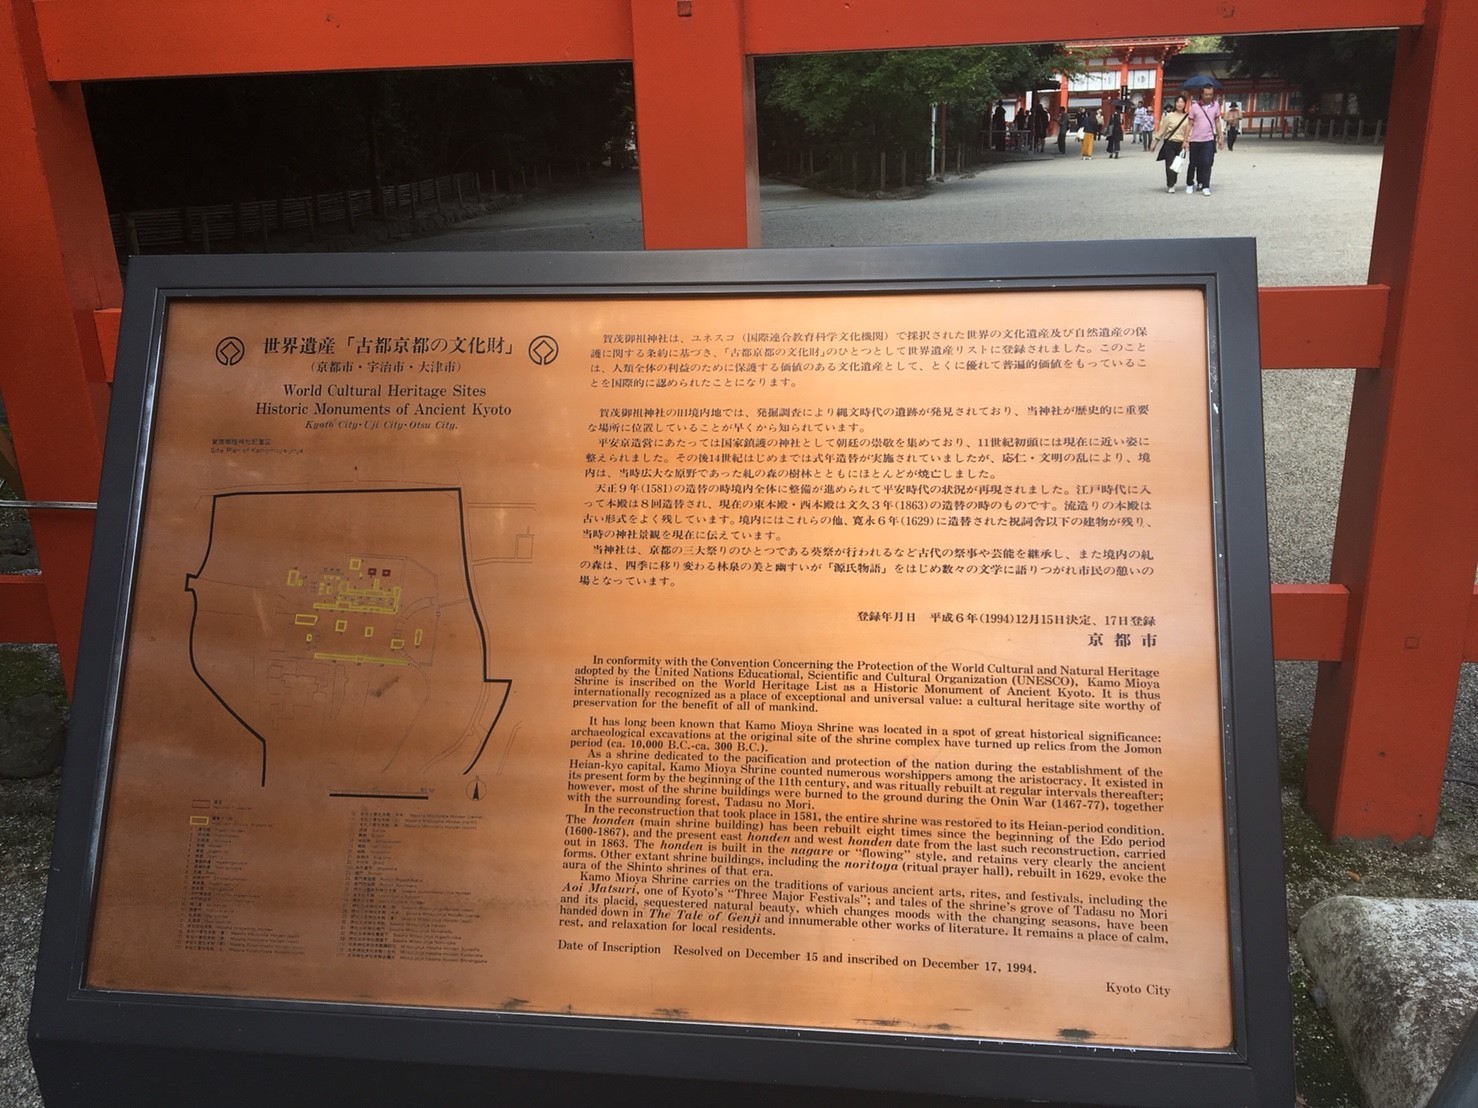 世界遺産「古都京都の文化財」
(京都市・宇治市・大津市)
World Cultural Heritage Sites
Historic Monuments of Ancient Kyoto
Kyoto City・Uji City・Otsu City.
Site Plan of Kamomioya-jinja
賀茂御祖神社は、ユネスコ(国際連合教育科学文化機関)で採択された世界の文化遺産及び自然遺産の保
護に関する条約に基づき、「古都京都の文化財」のひとつとして世界遺産リストに登録されました。このこと
は、人類全体の利益のために保護する価値のある文化遺産として、とくに優れて普遍的価値をもっているこ
とを国際的に認められたことになります。
賀茂御祖神社の旧境内地では、発掘調査により縄文時代の遺跡が発見されており、当神社が歴史的に重要
な場所に位置していることが早くから知られています。
平安京造営にあたっては国家鎮護の神社として朝廷の崇敬を集めており、11世紀初頭には現在に近い姿に
整えられました。その後14世紀はじめまでは式年造替が実施されていましたが、応仁・文明の乱により、境
内は、当時広大な原野であった糺の森の樹林とともにほとんどが焼亡しました。
天正9年(1581)の造替の時境内全体に整備が進められて平安時代の状況が再現されました。江戸時代に入
って本殿は8回造替され、現在の東本殿・西本殿は文久3年(1863)の造替の時のものです。流造りの本殿は
古い形式をよく残しています。境内にはこれらの他、寛永6年(1629)に造替された祝詞舎以下の建物が残り、
当時の神社景観を現在に伝えています。
当神社は、京都の三大祭りのひとつである葵祭が行われるなど古代の祭事や芸能を継承し、また境内の糺
の森は、四季に移り変わる林泉の美と幽すいが「源氏物語」をはじめ数々の文学に語りつがれ市民の憩いの
場となっています。
登録年月日 平成6年(1994)12月15日決定、17日登録
京都市
In conformity with the Convention Concerning the Protection of the World Cultural and Natural Heritage
adopted by the United Nations Educational, Scientific and Cultural Organization (UNESCO), Kamo Mioya
Shrine is inscribed on the World Heritage List as a Historic Monument of Ancient Kyoto. It is thus
internationally recognized as a place of exceptional and universal value: a cultural heritage site worthy of
preservation for the benefit of all of mankind.
It has long been known that Kamo Mioya Shrine was located in a spot of great historical significance:
archaeological excavations at the original site of the shrine complex have turned up relics from the Jomon
period (ca. 10,000 B.C.-ca. 300 B.C.).
As a shrine dedicated to the pacification and protection of the nation during the establishment of the
Heian-kyo capital, Kamo Mioya Shrine counted numerous worshippers among the aristocracy. It existed in
its present form by the beginning of the 11th century, and was ritually rebuilt at regular intervals thereafter;
however, most of the shrine buildings were burned to the ground during the Onin War (1467-77), together
with the surrounding forest, Tadasu no Mori.
In the reconstruction that took place in 1581, the entire shrine was restored to its Heian-period condition.
The honden (main shrine building) has been rebuilt eight times since the beginning of the Edo period
(1600-1867), and the present east honden and west honden date from the last such reconstruction, carried
out in 1863. The honden is built in the nagare or "flowing" style, and retains very clearly the ancient
forms. Other extant shrine buildings, including the noritoya (ritual prayer hall), rebuilt in 1629, evoke the
aura of the Shinto shrines of that era.
Kamo Mioya Shrine carries on the traditions of various ancient arts, rites, and festivals, including the
Aoi Matsuri, one of Kyoto's "Three Major Festivals"; and tales of the shrine's grove of Tadasu no Mori
and its placid, sequestered natural beauty, which changes moods with the changing seasons, have been
handed down in The Tale of Genji and innumerable other works of literature. It remains a place of calm,
rest, and relaxation for local residents.
Date of Inscription Resolved on December 15 and inscribed on December 17, 1994.
Kyoto City